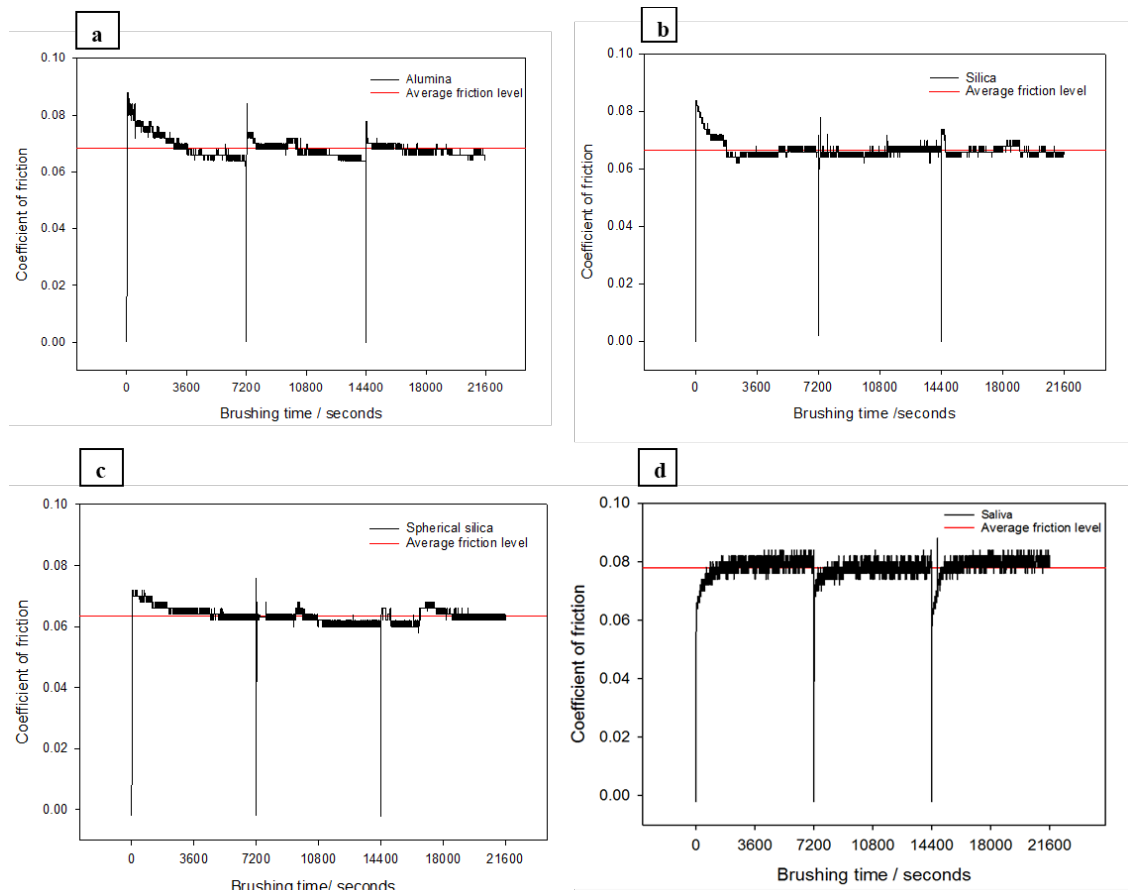 a
0.10
0.08
0.06
0.04
0.02
0.00
Coefficient of friction
Alumina
Average friction level
0 3600 7200 10800 14400 18000 21600
Brushing time / seconds
b
0.10
0.08
0.06
0.04
0.02
0.00
Coefficient of friction
Silica
Average friction level
0 3600 7200 10800 14400 18000 21600
Brushing time /seconds
c
0.10
0.08
0.06
0.04
0.02
0.00
Coefficient of friction
Spherical silica
Average friction level
0 3600 7200 10800 14400 18000 21600
Brushing time/ seconds
d
0.10
0.08
0.06
0.04
0.02
0.00
Coefficient of friction
Saliva
Average friction level
0 3600 7200 10800 14400 18000 21600
Brushing time / seconds